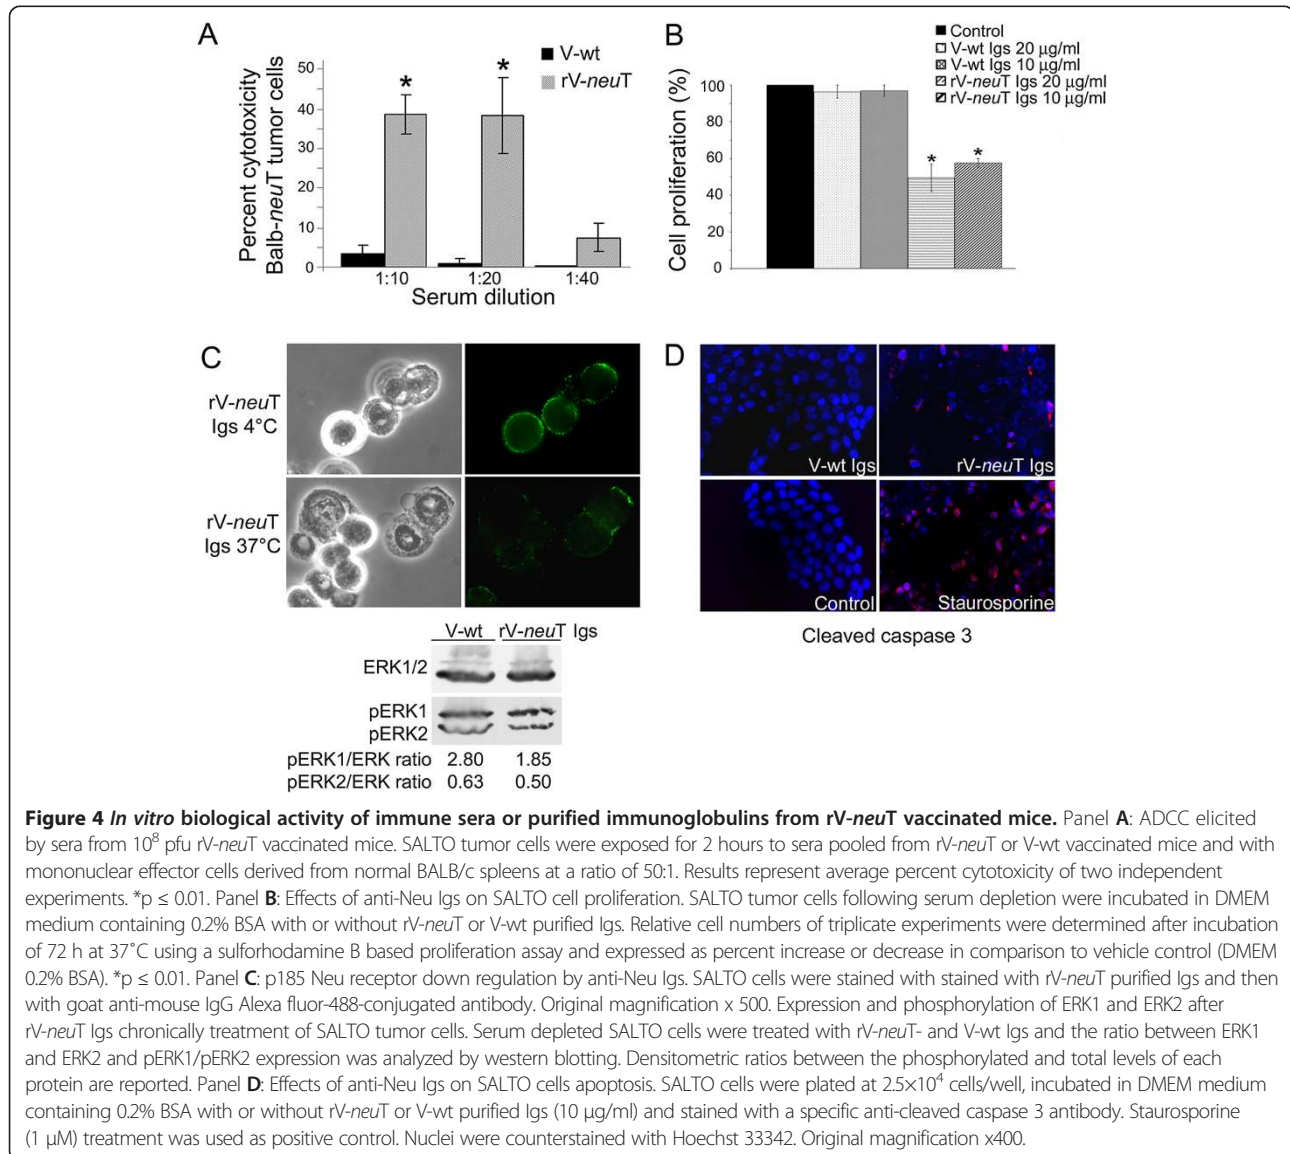 A
Percent cytotoxicity
Balb-neuT tumor cells
V-wt
rV-neuT
50
40
30
20
10
0
*
*
1:10
1:20
1:40
Serum dilution
B
Cell proliferation (%)
Control
V-wt Igs 20 µg/ml
V-wt Igs 10 µg/ml
rV-neuT Igs 20 µg/ml
rV-neuT Igs 10 µg/ml
100
80
60
40
20
0
*
*
C
rV-neuT
Igs 4°C
rV-neuT
Igs 37°C
V-wt rV-neuT Igs
ERK1/2
pERK1
pERK2
pERK1/ERK ratio 2.80 1.85
pERK2/ERK ratio 0.63 0.50
D
V-wt Igs
rV-neuT Igs
Control
Staurosporine
Cleaved caspase 3
Figure 4 In vitro biological activity of immune sera or purified immunoglobulins from rV-neuT vaccinated mice. Panel A: ADCC elicited
by sera from 10⁸ pfu rV-neuT vaccinated mice. SALTO tumor cells were exposed for 2 hours to sera pooled from rV-neuT or V-wt vaccinated mice and with
mononuclear effector cells derived from normal BALB/c spleens at a ratio of 50:1. Results represent average percent cytotoxicity of two independent
experiments. *p ≤ 0.01. Panel B: Effects of anti-Neu Igs on SALTO cell proliferation. SALTO tumor cells following serum depletion were incubated in DMEM
medium containing 0.2% BSA with or without rV-neuT or V-wt purified Igs. Relative cell numbers of triplicate experiments were determined after incubation
of 72 h at 37˚C using a sulforhodamine B based proliferation assay and expressed as percent increase or decrease in comparison to vehicle control (DMEM
0.2% BSA). *p ≤ 0.01. Panel C: p185 Neu receptor down regulation by anti-Neu Igs. SALTO cells were stained with stained with rV-neuT purified Igs and then
with goat anti-mouse IgG Alexa fluor-488-conjugated antibody. Original magnification x 500. Expression and phosphorylation of ERK1 and ERK2 after
rV-neuT Igs chronically treatment of SALTO tumor cells. Serum depleted SALTO cells were treated with rV-neuT- and V-wt Igs and the ratio between ERK1
and ERK2 and pERK1/pERK2 expression was analyzed by western blotting. Densitometric ratios between the phosphorylated and total levels of each
protein are reported. Panel D: Effects of anti-Neu Igs on SALTO cells apoptosis. SALTO cells were plated at 2.5×10⁴ cells/well, incubated in DMEM medium
containing 0.2% BSA with or without rV-neuT or V-wt purified Igs (10 μg/ml) and stained with a specific anti-cleaved caspase 3 antibody. Staurosporine
(1 μM) treatment was used as positive control. Nuclei were counterstained with Hoechst 33342. Original magnification x400.